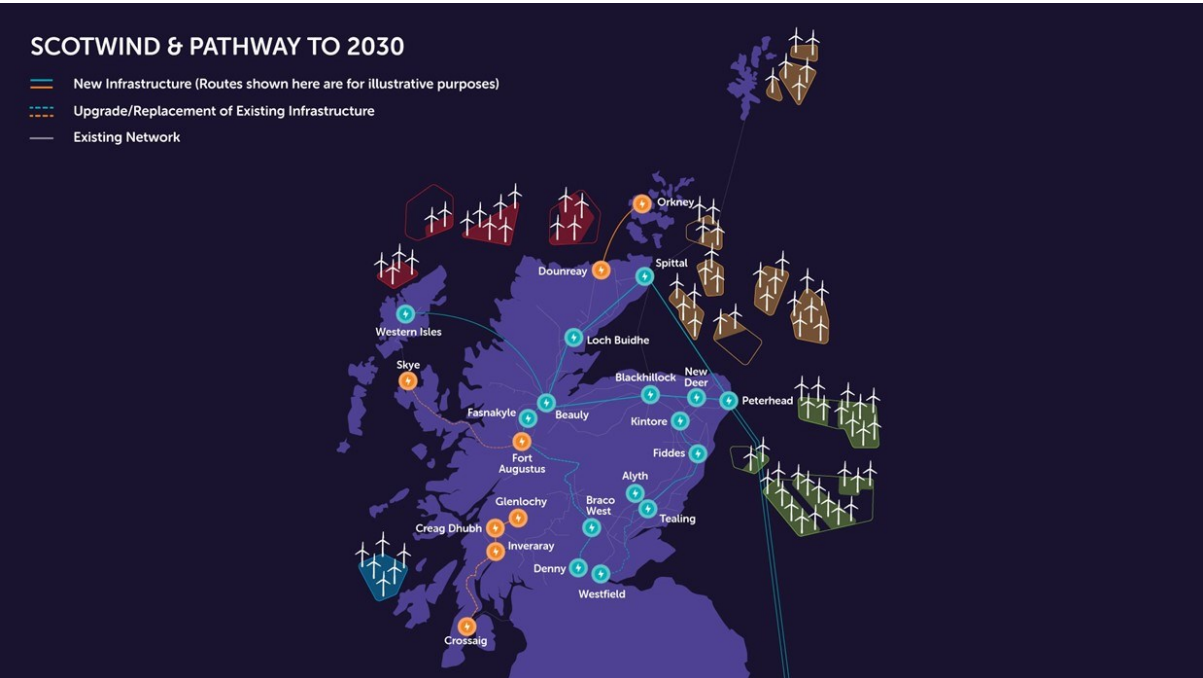 SCOTWIND & PATHWAY TO 2030
New Infrastructure (Routes shown here are for illustrative purposes)
Upgrade/Replacement of Existing Infrastructure
Existing Network
Orkney
Dounreay
Spittal
Western Isles
Loch Buidhe
Skye
Blackhillock
New
Deer
Peterhead
Fasnakyle
Beauly
Kintore
Fort
Augustus
Fiddes
Alyth
Glenlochy
Braco
West
Tealing
Creag Dhubh
Inveraray
Denny
Westfield
Crossaig